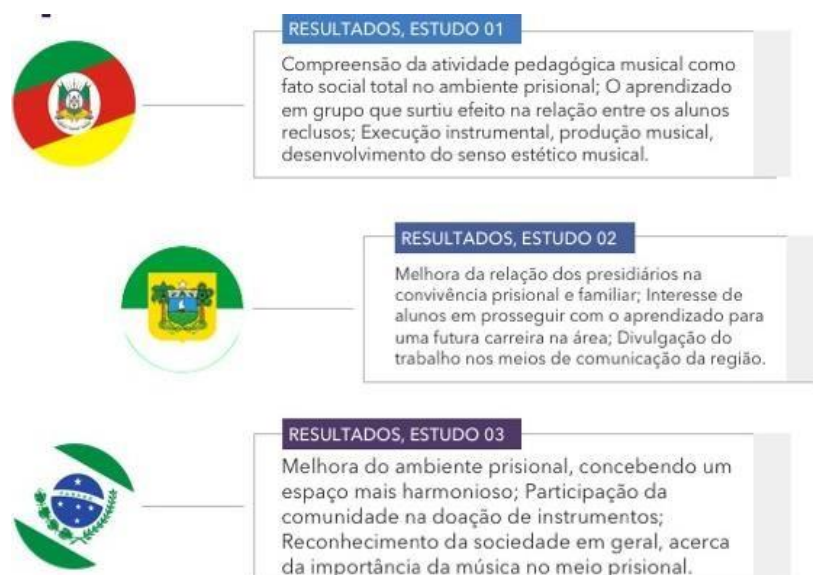 RESULTADOS, ESTUDO 01
Compreensão da atividade pedagógica musical como
fato social total no ambiente prisional; O aprendizado
em grupo que surtiu efeito na relação entre os alunos
reclusos; Execução instrumental, produção musical,
desenvolvimento do senso estético musical.
RESULTADOS, ESTUDO 02
Melhora da relação dos presidiários na
convivência prisional e familiar; Interesse de
alunos em prosseguir com o aprendizado para
uma futura carreira na área; Divulgação do
trabalho nos meios de comunicação da região.
RESULTADOS, ESTUDO 03
Melhora do ambiente prisional, concebendo um
espaço mais harmonioso; Participação da
comunidade na doação de instrumentos;
Reconhecimento da sociedade em geral, acerca
da importância da música no meio prisional.